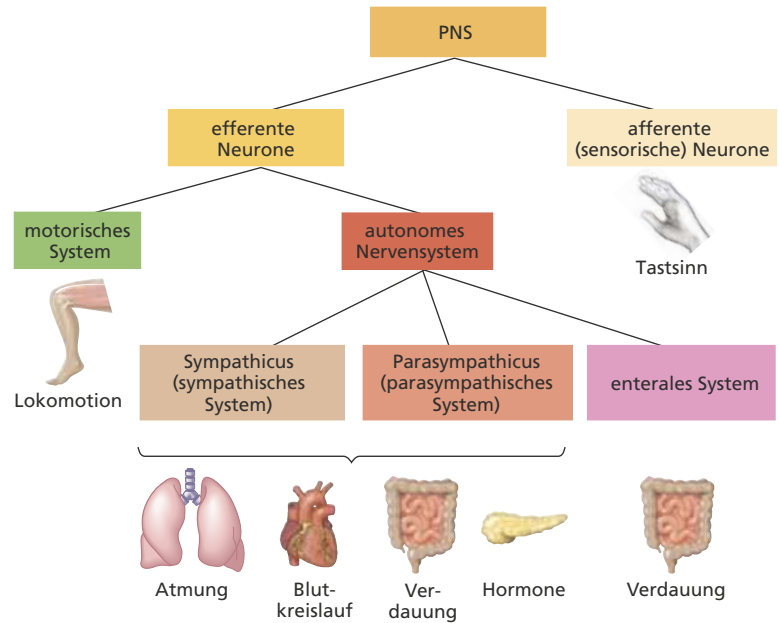 PNS
efferente
Neurone
afferente
(sensorische) Neurone
motorisches
System
autonomes
Nervensystem
Tastsinn
Lokomotion
Sympathicus
(sympathisches
System)
Parasympathicus
(parasympathisches
System)
enterales System
Atmung
Blut-
kreislauf
Ver-
dauung
Hormone
Verdauung